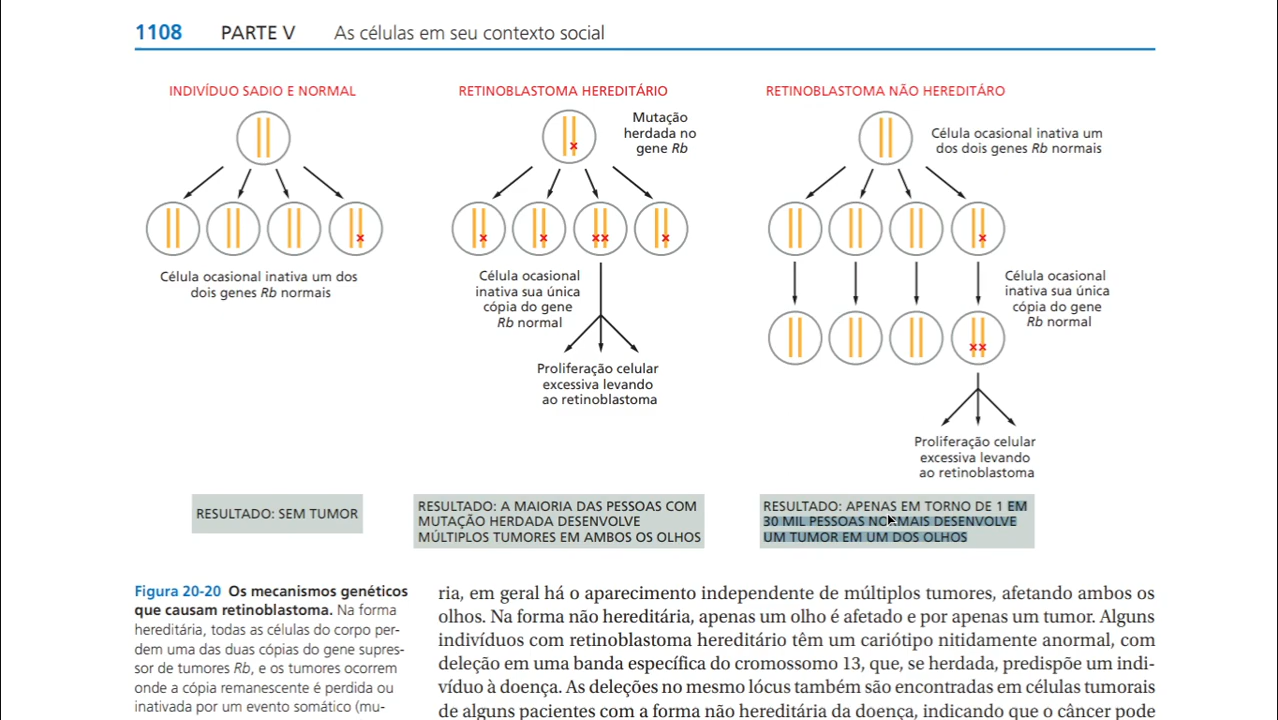 1108 PARTE V As células em seu contexto social
INDIVÍDUO SADIO E NORMAL
Célula ocasional inativa um dos
dois genes Rb normais
RESULTADO: SEM TUMOR
RETINOBLASTOMA HEREDITÁRIO
Mutação
herdada no
gene Rb
Célula ocasional
inativa sua única
cópia do gene
Rb normal
Proliferação celular
excessiva levando
ao retinoblastoma
RESULTADO: A MAIORIA DAS PESSOAS COM
MUTAÇÃO HERDADA DESENVOLVE
MÚLTIPLOS TUMORES EM AMBOS OS OLHOS
RETINOBLASTOMA NÃO HEREDITÁRO
Célula ocasional inativa um
dos dois genes Rb normais
Célula ocasional
inativa sua única
cópia do gene
Rb normal
Proliferação celular
excessiva levando
ao retinoblastoma
RESULTADO: APENAS EM TORNO DE 1 EM
30 MIL PESSOAS NORMAIS DESENVOLVE
UM TUMOR EM UM DOS OLHOS
Figura 20-20 Os mecanismos genéticos
que causam retinoblastoma. Na forma
hereditária, todas as células do corpo per-
dem uma das duas cópias do gene supres-
sor de tumores Rb, e os tumores ocorrem
onde a cópia remanescente é perdida ou
inativada por um evento somático (mu-
ria, em geral há o aparecimento independente de múltiplos tumores, afetando ambos os
olhos. Na forma não hereditária, apenas um olho é afetado e por apenas um tumor. Alguns
indivíduos com retinoblastoma hereditário têm um cariótipo nitidamente anormal, com
deleção em uma banda específica do cromossomo 13, que, se herdada, predispõe um indi-
víduo à doença. As deleções no mesmo lócus também são encontradas em células tumorais
de alguns pacientes com a forma não hereditária da doença, indicando que o câncer pode